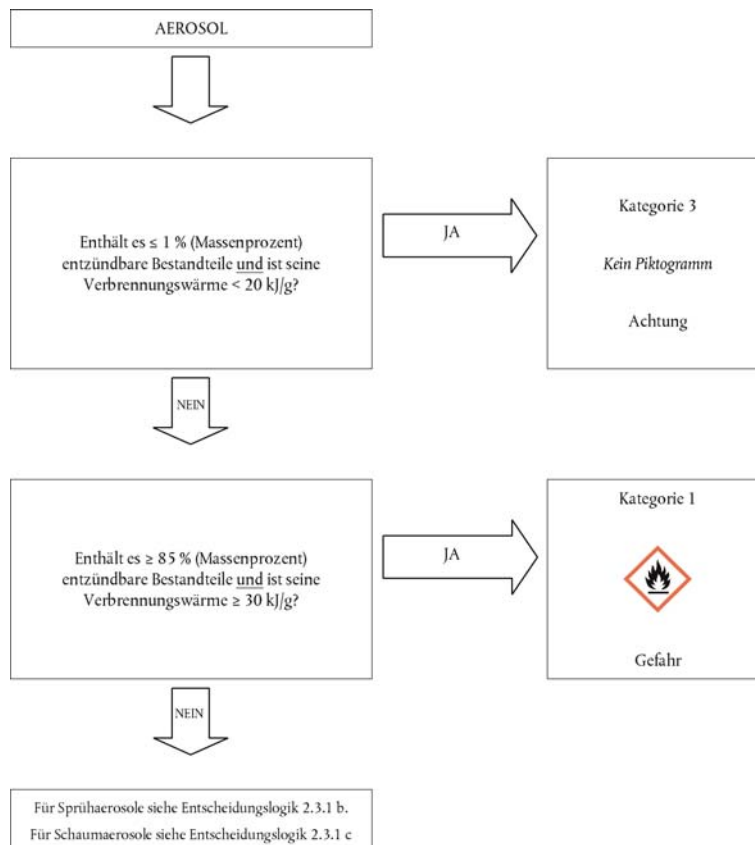 AEROSOL
Enthält es ≤ 1 % (Massenprozent)
entzündbare Bestandteile und ist seine
Verbrennungswärme < 20 kJ/g?
JA
Kategorie 3
Kein Piktogramm
Achtung
NEIN
Enthält es ≥ 85 % (Massenprozent)
entzündbare Bestandteile und ist seine
Verbrennungswärme ≥ 30 kJ/g?
JA
Kategorie 1
Gefahr
NEIN
Für Sprühaerosole siehe Entscheidungslogik 2.3.1 b.
Für Schaumaerosole siehe Entscheidungslogik 2.3.1 c